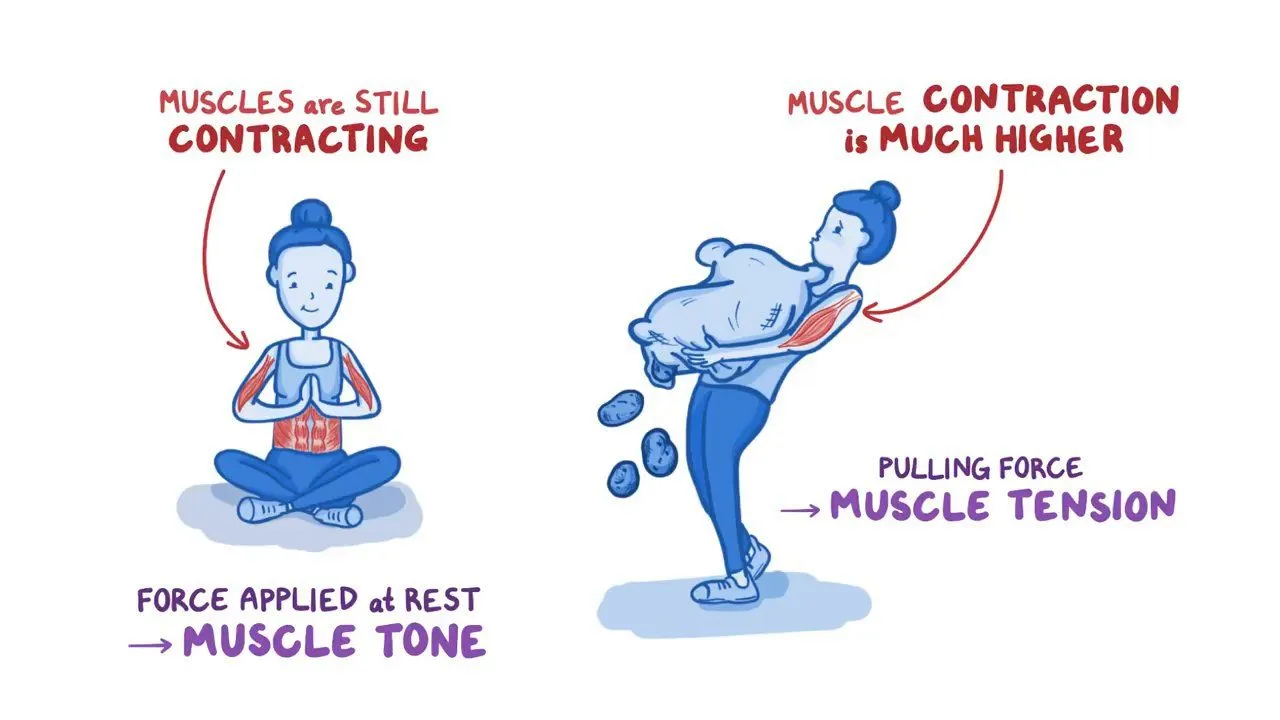 MUSCLES are STILL
CONTRACTING
FORCE APPLIED at REST
→ MUSCLE TONE
MUSCLE CONTRACTION
is MUCH HIGHER
PULLING FORCE
→ MUSCLE TENSION